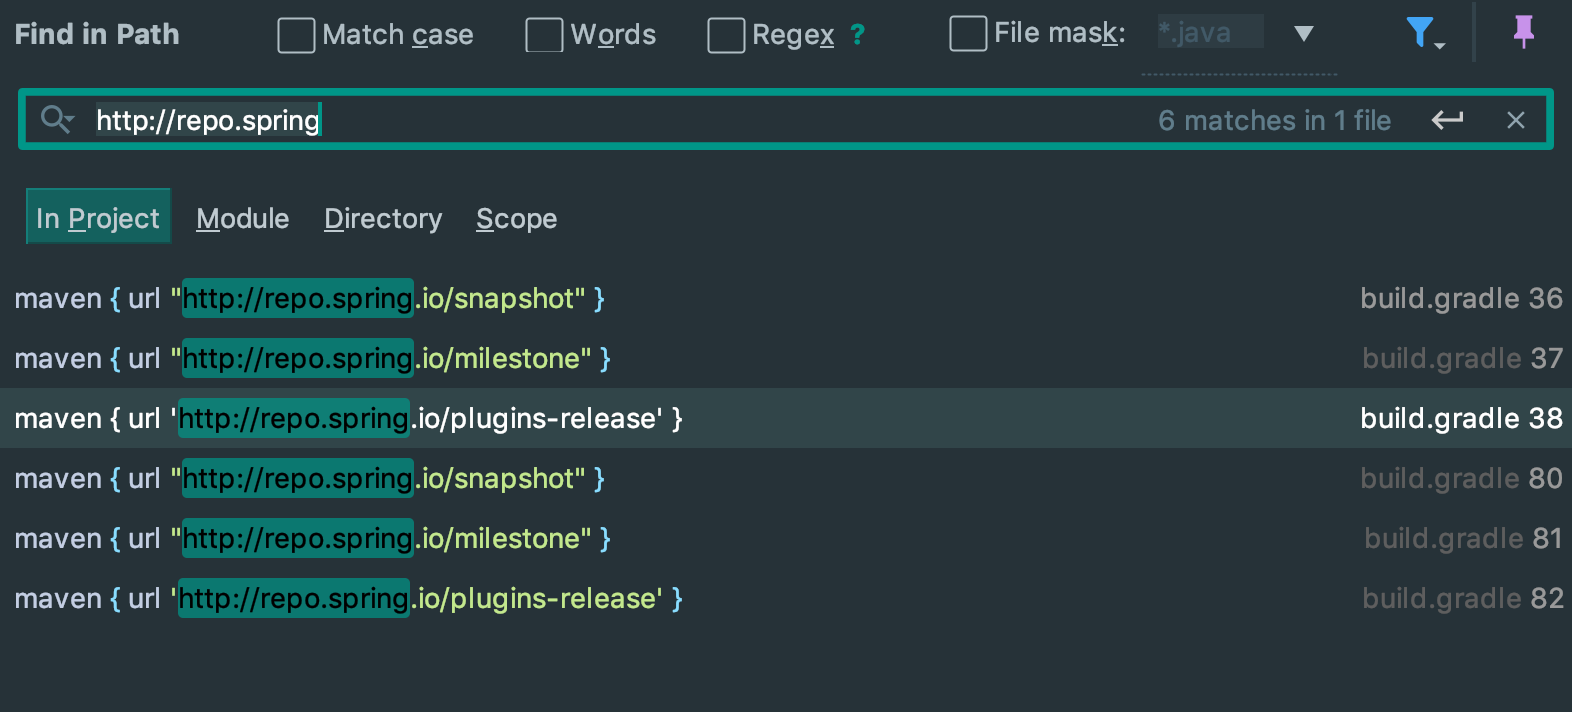 Find in Path Match case Words Regex ? File mask: *.java
http://repo.spring 6 matches in 1 file
In Project Module Directory Scope
maven { url "http://repo.spring.io/snapshot" } build.gradle 36
maven { url "http://repo.spring.io/milestone" } build.gradle 37
maven { url 'http://repo.spring.io/plugins-release' } build.gradle 38
maven { url "http://repo.spring.io/snapshot" } build.gradle 80
maven { url "http://repo.spring.io/milestone" } build.gradle 81
maven { url 'http://repo.spring.io/plugins-release' } build.gradle 82